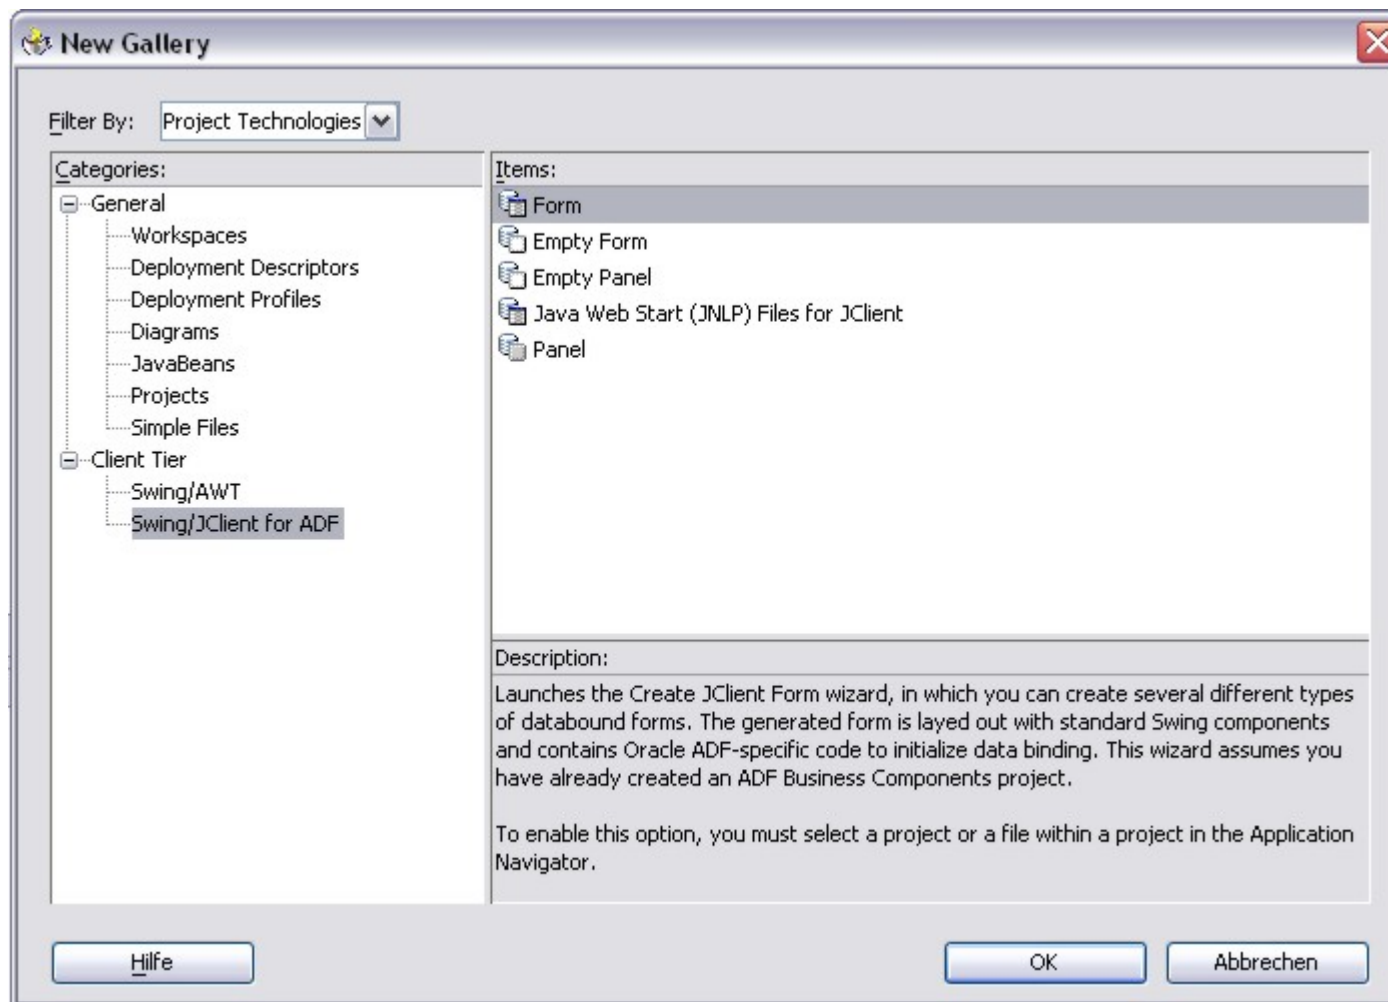 New Gallery
Filter By: Project Technologies
Categories:
General
Workspaces
Deployment Descriptors
Deployment Profiles
Diagrams
JavaBeans
Projects
Simple Files
Client Tier
Swing/AWT
Swing/JClient for ADF
Items:
Form
Empty Form
Empty Panel
Java Web Start (JNLP) Files for JClient
Panel
Description:
Launches the Create JClient Form wizard, in which you can create several different types
of databound forms. The generated form is layed out with standard Swing components
and contains Oracle ADF-specific code to initialize data binding. This wizard assumes you
have already created an ADF Business Components project.
To enable this option, you must select a project or a file within a project in the Application
Navigator.
Hilfe
OK
Abbrechen